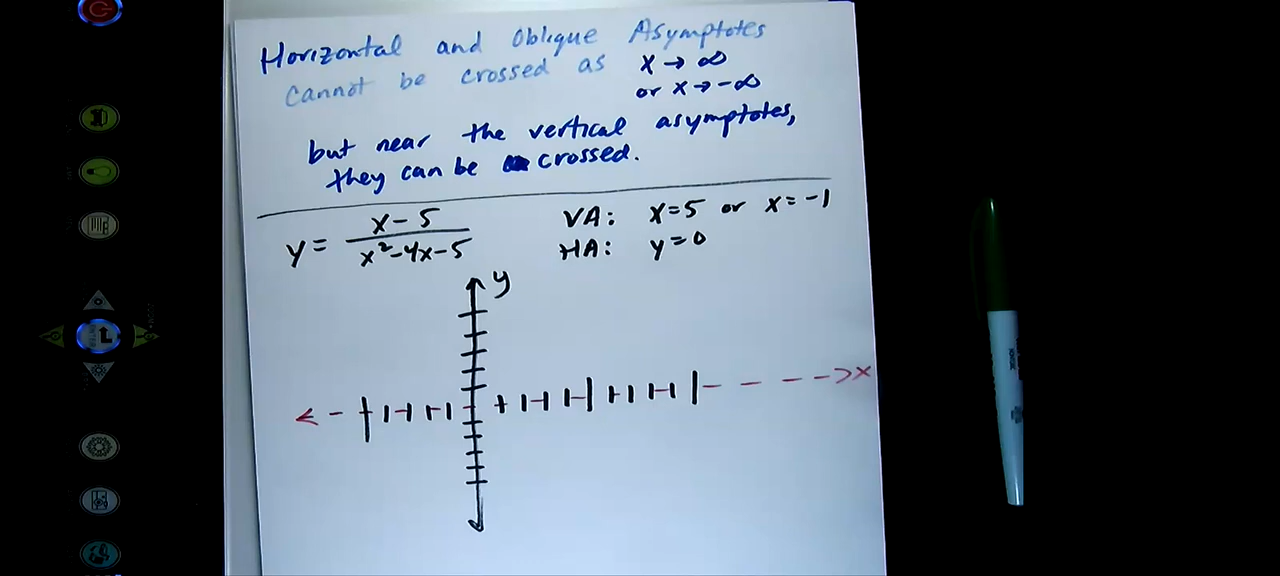 Horizontal and Oblique Asymptotes
cannot be crossed as x → ∞
or x → -∞
but near the vertical asymptotes,
they can be crossed.
y = (x - 5)/(x² - 4x - 5) VA: x = 5 or x = -1
HA: y = 0
y
x